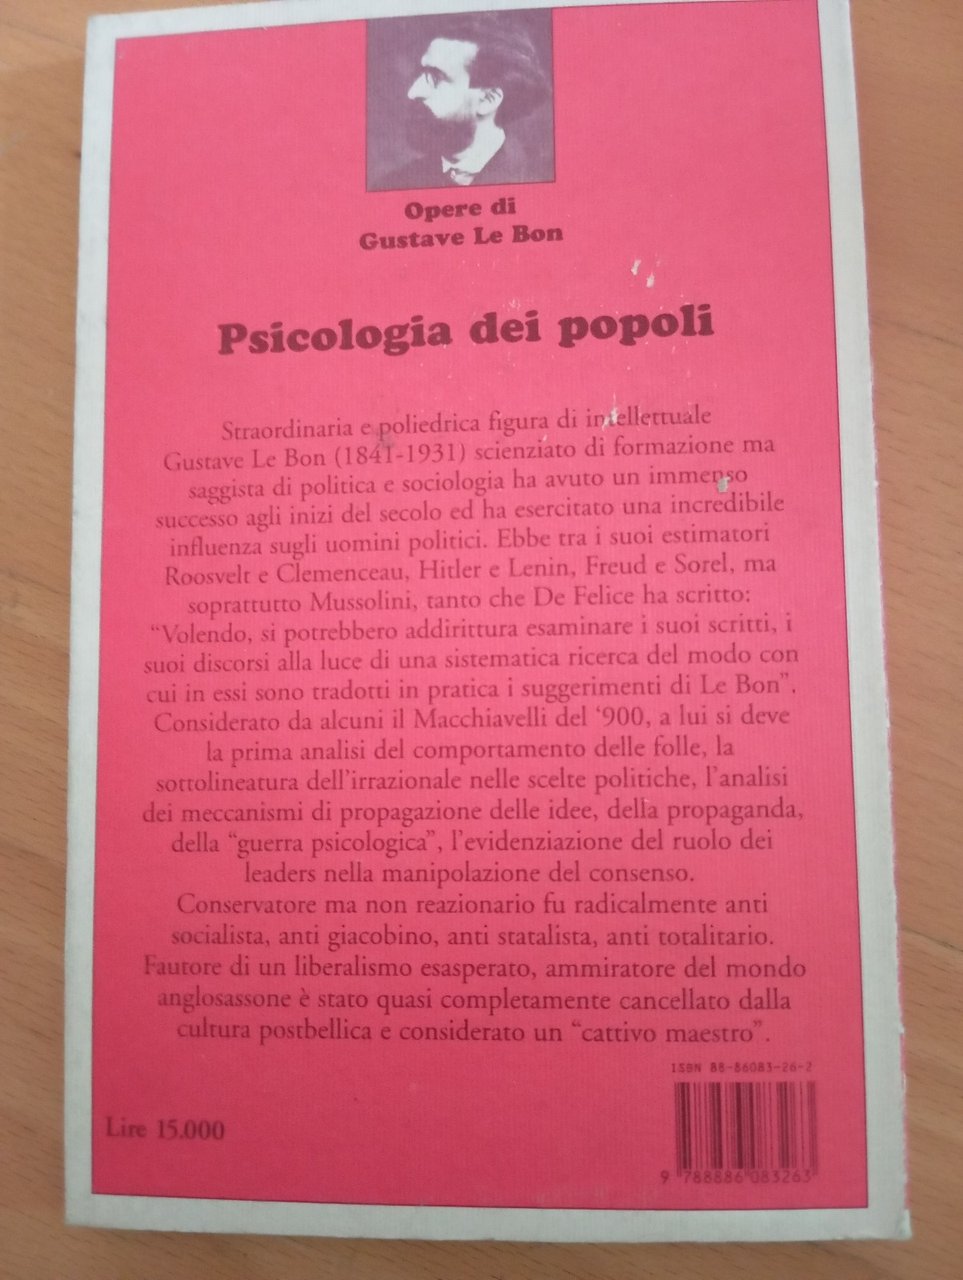 Opere di
Gustave Le Bon
Psicologia dei popoli
Straordinaria e poliedrica figura di intellettuale
Gustave Le Bon (1841-1931) scienziato di formazione ma
saggista di politica e sociologia ha avuto un immenso
successo agli inizi del secolo ed ha esercitato una incredibile
influenza sugli uomini politici. Ebbe tra i suoi estimatori
Roosvelt e Clemenceau, Hitler e Lenin, Freud e Sorel, ma
soprattutto Mussolini, tanto che De Felice ha scritto:
“Volendo, si potrebbero addirittura esaminare i suoi scritti, i
suoi discorsi alla luce di una sistematica ricerca del modo con
cui in essi sono tradotti in pratica i suggerimenti di Le Bon”.
Considerato da alcuni il Macchiavelli del ‘900, a lui si deve
la prima analisi del comportamento delle folle, la
sottolineatura dell’irrazionale nelle scelte politiche, l’analisi
dei meccanismi di propagazione delle idee, della propaganda,
della “guerra psicologica”, l’evidenziazione del ruolo dei
leaders nella manipolazione del consenso.
Conservatore ma non reazionario fu radicalmente anti
socialista, anti giacobino, anti statalista, anti totalitario.
Fautore di un liberalismo esasperato, ammiratore del mondo
anglosassone è stato quasi completamente cancellato dalla
cultura postbellica e considerato un “cattivo maestro”.
ISBN 88-86083-26-2
Lire 15.000
9 788886 083263